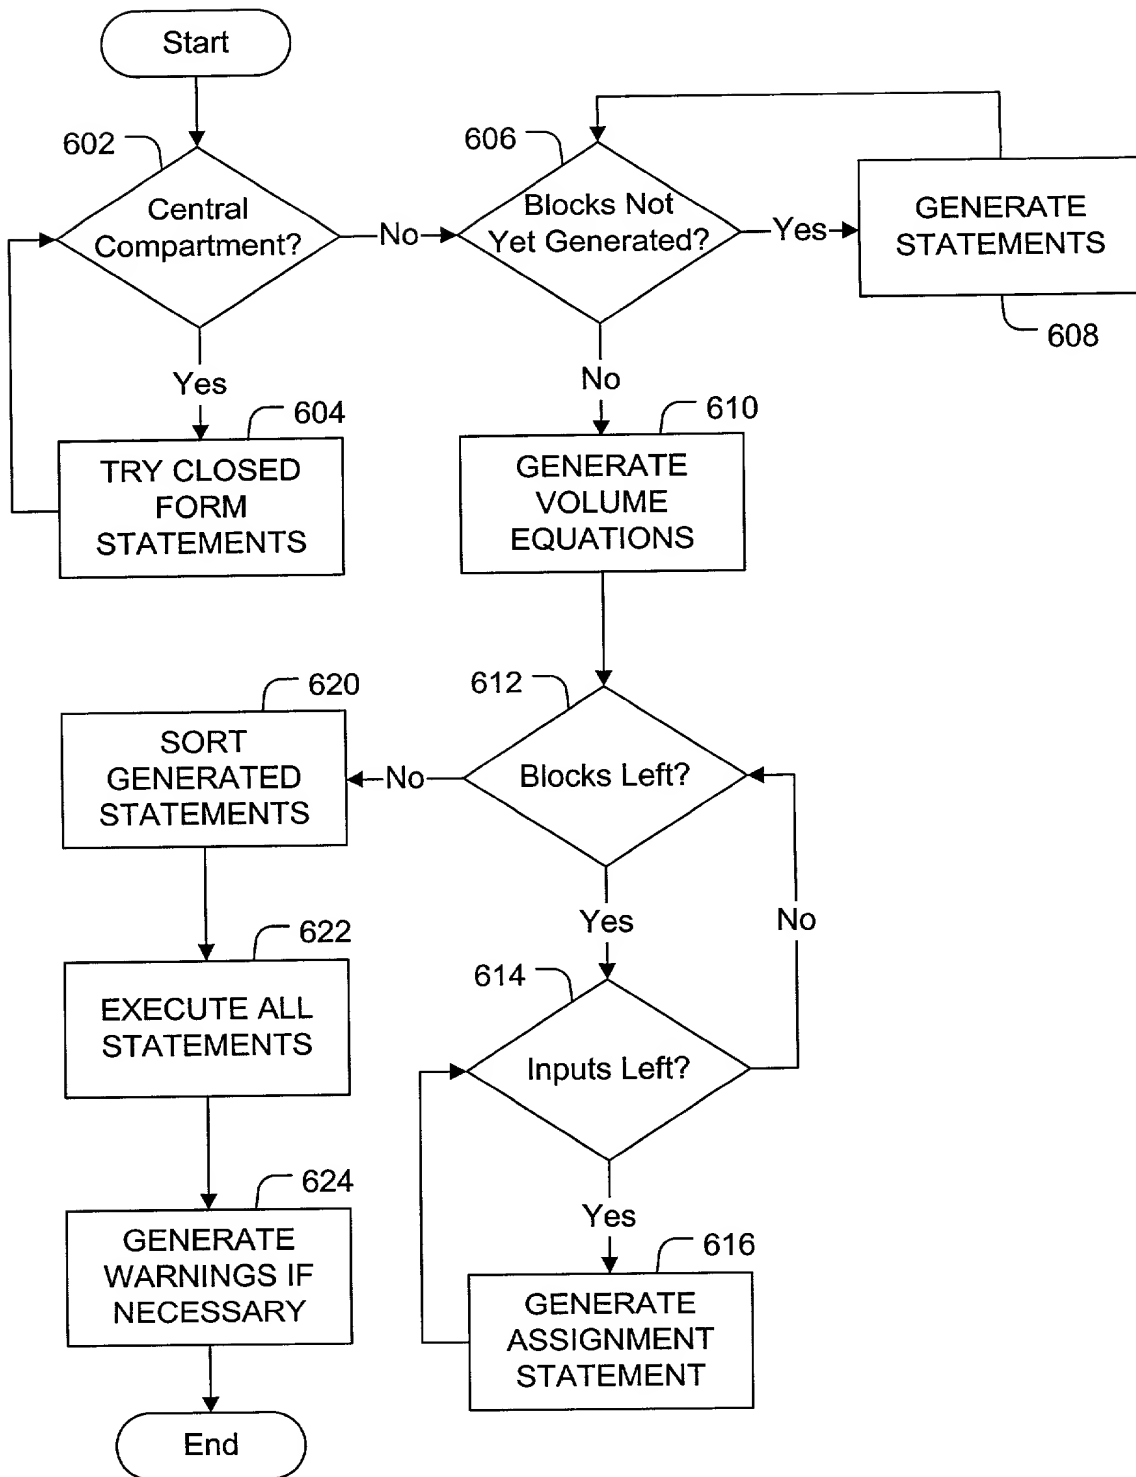 Start
602
Central
Compartment?
No
606
Blocks Not
Yet Generated?
Yes
GENERATE
STATEMENTS
608
Yes
604
TRY CLOSED
FORM
STATEMENTS
No
610
GENERATE
VOLUME
EQUATIONS
612
Blocks Left?
No
620
SORT
GENERATED
STATEMENTS
Yes
No
614
Inputs Left?
622
EXECUTE ALL
STATEMENTS
Yes
616
GENERATE
ASSIGNMENT
STATEMENT
624
GENERATE
WARNINGS IF
NECESSARY
End